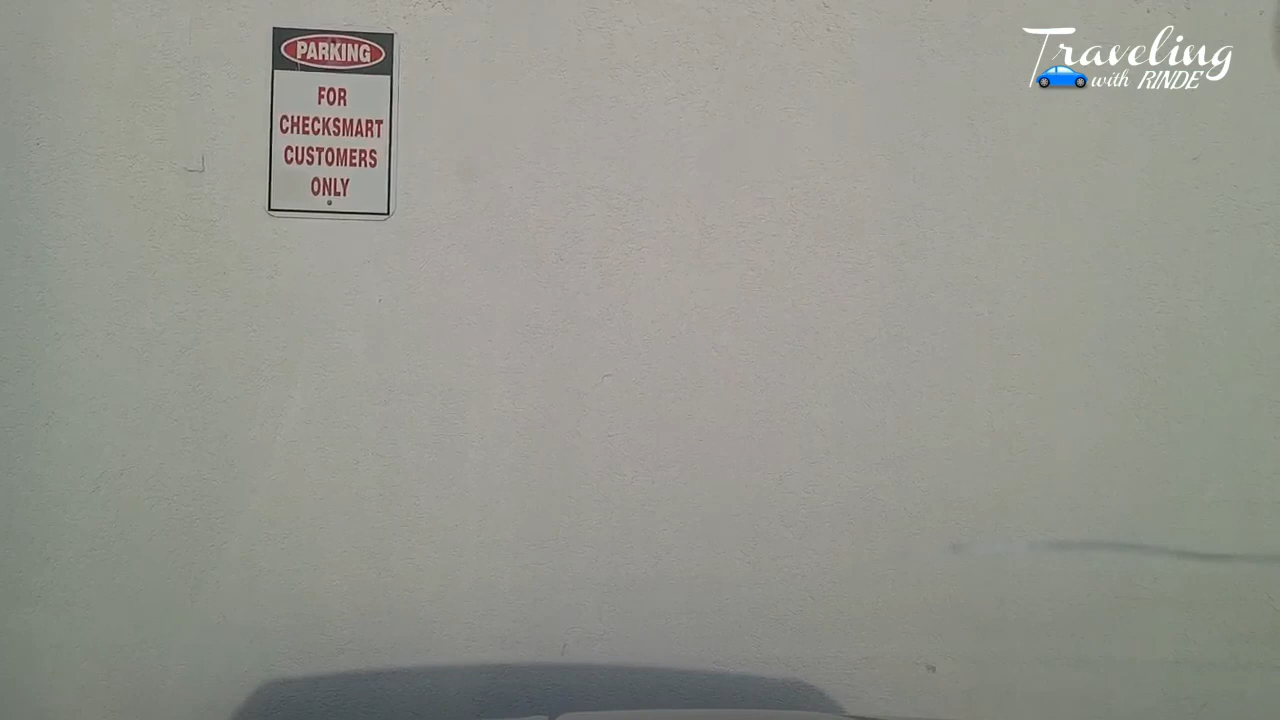 PARKING
FOR
CHECKSMART
CUSTOMERS
ONLY
Traveling
with RINDE